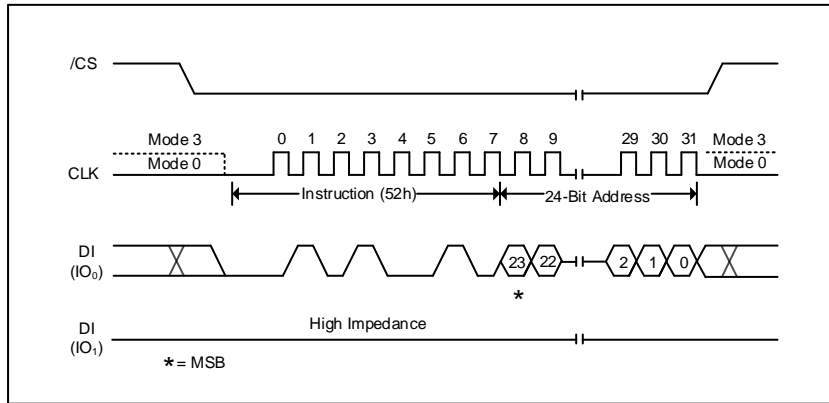 /CS
Mode 3 0 1 2 3 4 5 6 7 8 9 29 30 31 Mode 3
Mode 0 Mode 0
CLK
Instruction (52h) 24-Bit Address
DI
(IO₀) 23 22 2 1 0
*
High Impedance
DI
(IO₁)
* = MSB